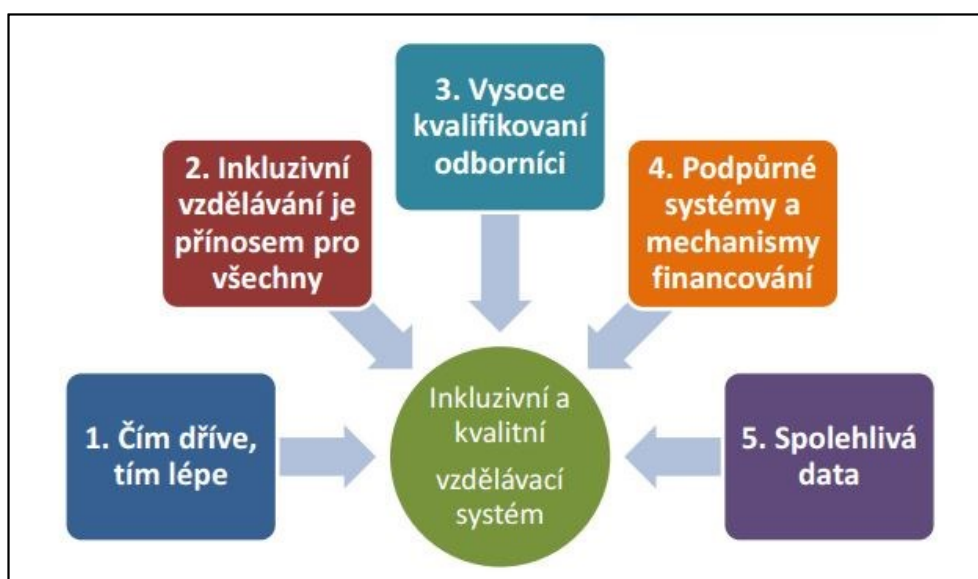 1. Čím dříve,
tím lépe
2. Inkluzivní
vzdělávání je
přínosem pro
všechny
3. Vysoce
kvalifikovaní
odborníci
4. Podpůrné
systémy a
mechanismy
financování
5. Spolehlivá
data
Inkluzivní a
kvalitní
vzdělávací
systém